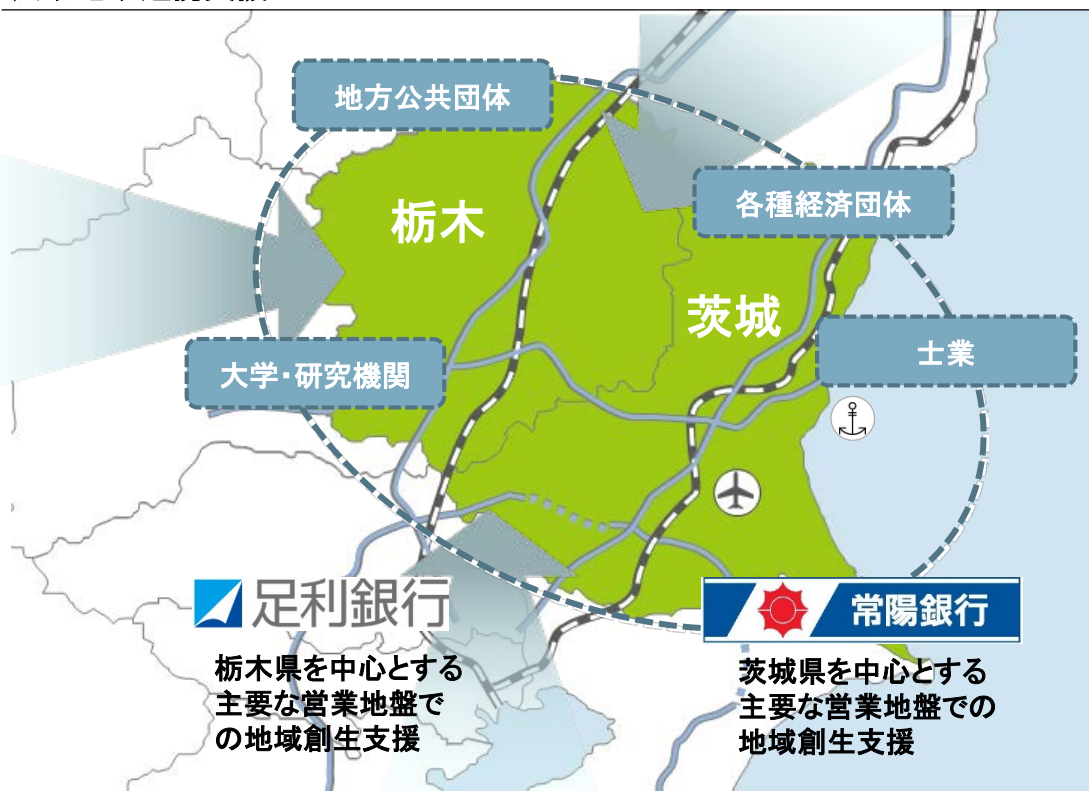 地方公共団体
各種経済団体
栃木
茨城
士業
大学・研究機関
足利銀行
常陽銀行
栃木県を中心とする
主要な営業地盤で
の地域創生支援
茨城県を中心とする
主要な営業地盤での
地域創生支援